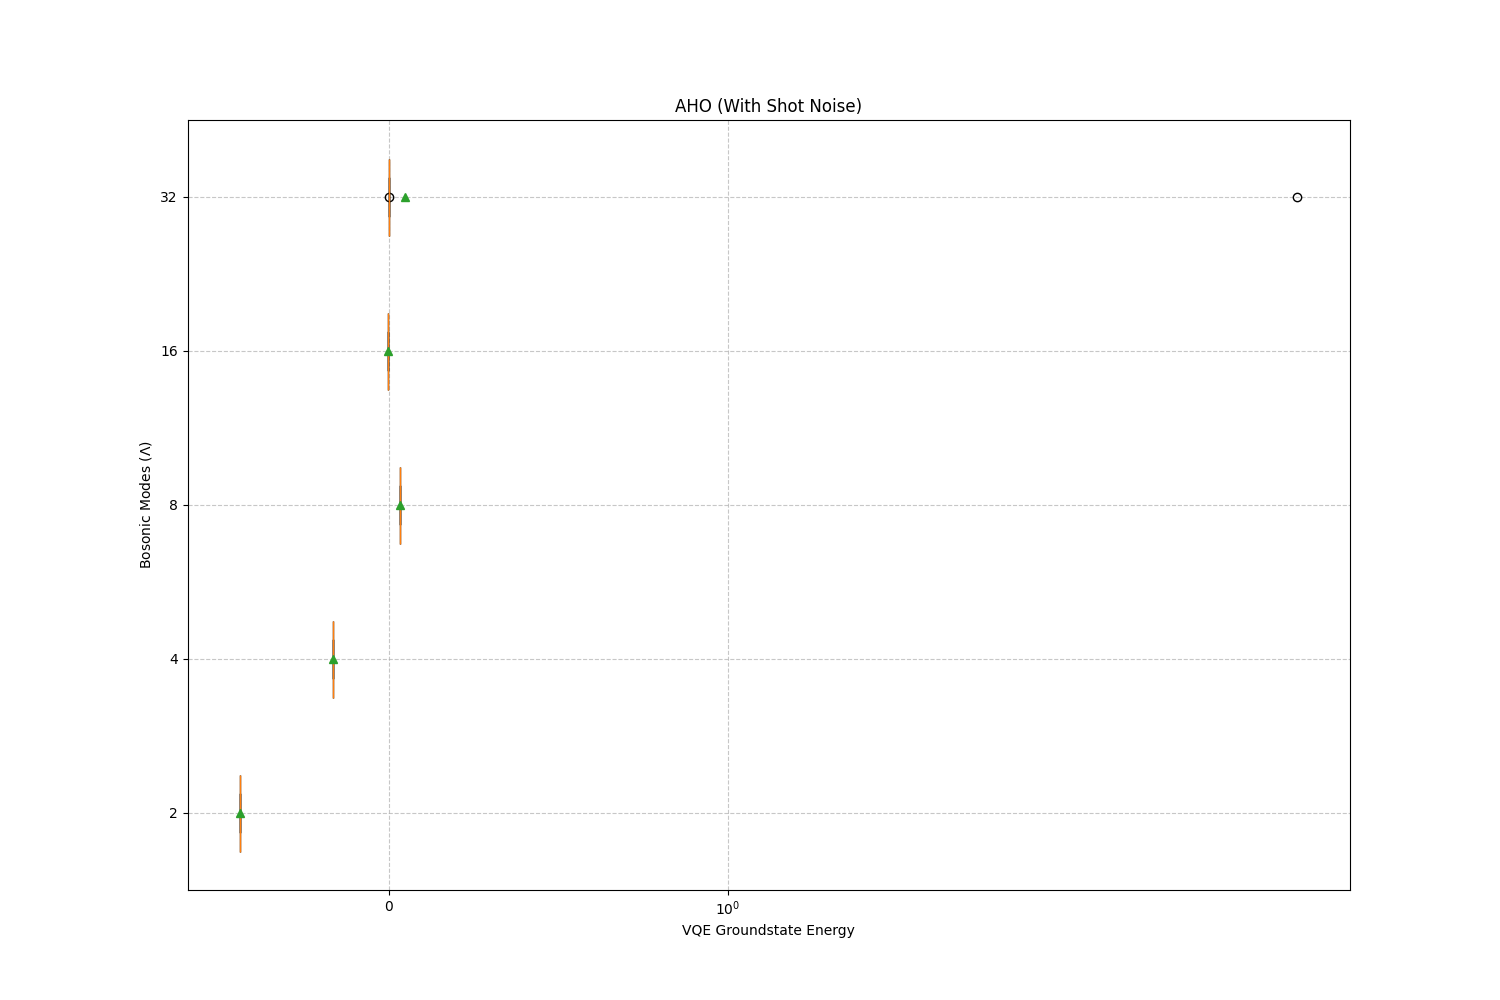 AHO (With Shot Noise)
32
16
8
4
2
Bosonic Modes (Λ)
0
10⁰
VQE Groundstate Energy